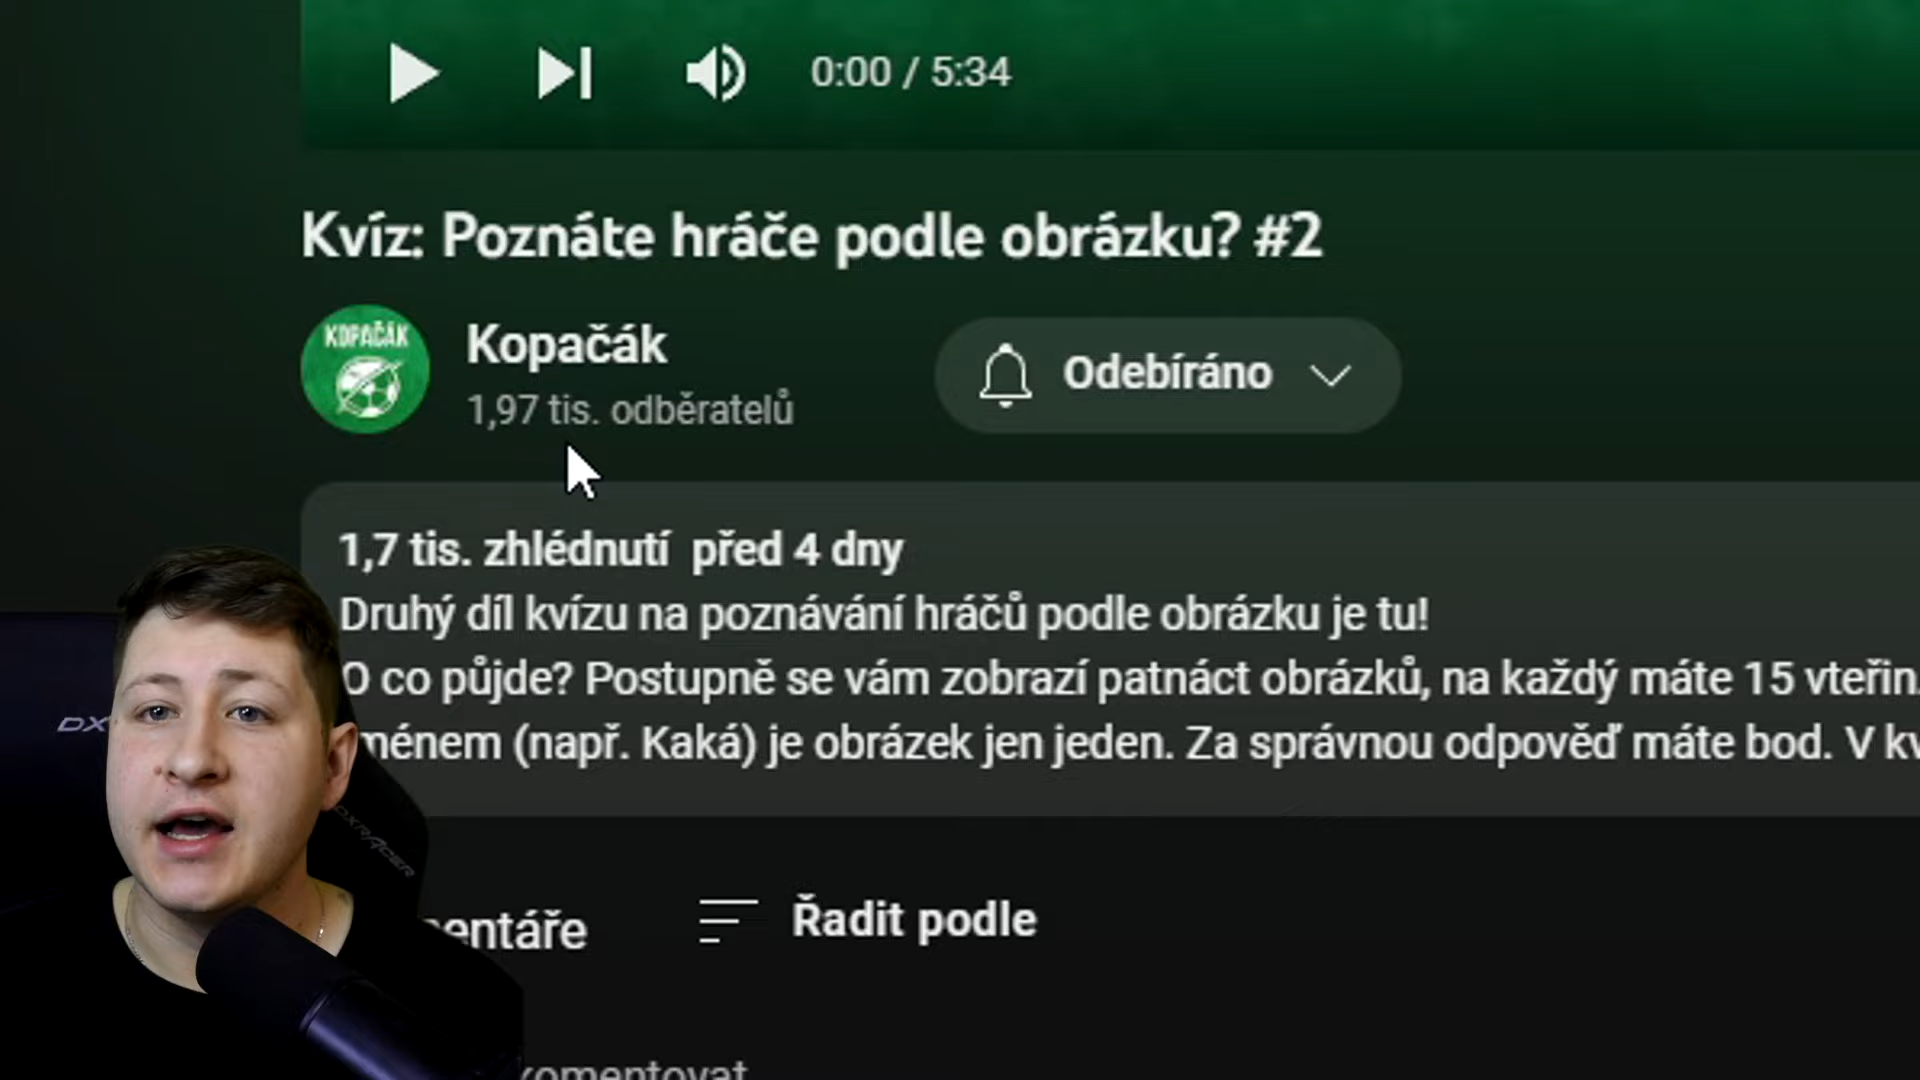 0:00 / 5:34
Kvíz: Poznáte hráče podle obrázku? #2
KOPAČÁK
Kopačák
1,97 tis. odběratelů
Odebíráno
1,7 tis. zhlédnutí před 4 dny
Druhý díl kvízu na poznávání hráčů podle obrázku je tu!
O co půjde? Postupně se vám zobrazí patnáct obrázků, na každý máte 15 vteřin.
ménem (např. Kaká) je obrázek jen jeden. Za správnou odpověď máte bod. V kv
DX
DXRACER
entáře
Řadit podle
komentovat